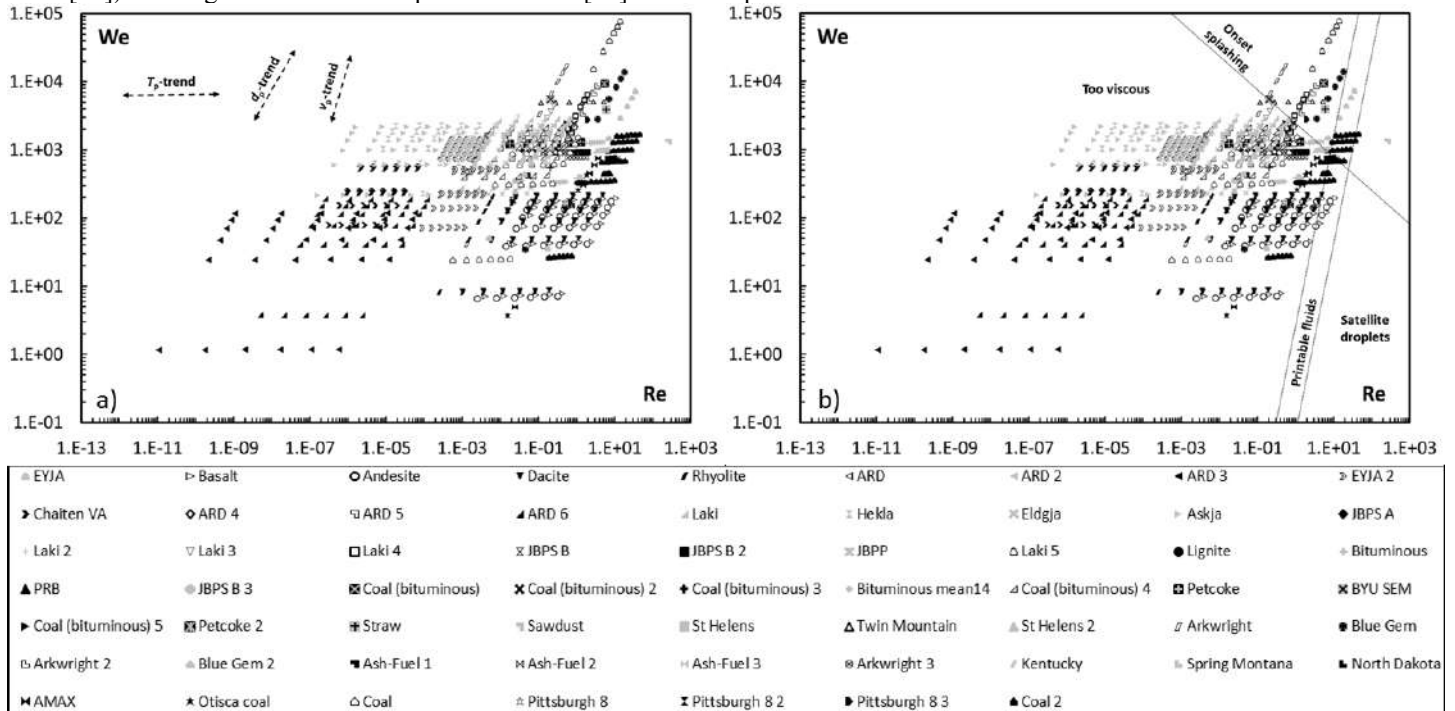 1.E+05
We
1.E+04
1.E+03
1.E+02
1.E+01
1.E+00
1.E-01
Tp-trend
dp-trend
vp-trend
a)
Re
1.E-13 1.E-11 1.E-09 1.E-07 1.E-05 1.E-03 1.E-01 1.E+01 1.E+03
1.E+05
We
1.E+04
1.E+03
1.E+02
1.E+01
1.E+00
1.E-01
Too viscous
Onset
splashing
Printable fluids
Satellite
droplets
b)
Re
1.E-13 1.E-11 1.E-09 1.E-07 1.E-05 1.E-03 1.E-01 1.E+01 1.E+03
EYJA Basalt Andesite Dacite Rhyolite ARD ARD 2 ARD 3 EYJA 2
Chaiten VA ARD 4 ARD 5 ARD 6 Laki Hekla Eldgja Askja JBPS A
Laki 2 Laki 3 Laki 4 JBPS B JBPS B 2 JBPP Laki 5 Lignite Bituminous
PRB JBPS B 3 Coal (bituminous) Coal (bituminous) 2 Coal (bituminous) 3 Bituminous mean14 Coal (bituminous) 4 Petcoke BYU SEM
Coal (bituminous) 5 Petcoke 2 Straw Sawdust St Helens Twin Mountain St Helens 2 Arkwright Blue Gem
Arkwright 2 Blue Gem 2 Ash-Fuel 1 Ash-Fuel 2 Ash-Fuel 3 Arkwright 3 Kentucky Spring Montana North Dakota
AMAX Otisca coal Coal Pittsburgh 8 Pittsburgh 8 2 Pittsburgh 8 3 Coal 2